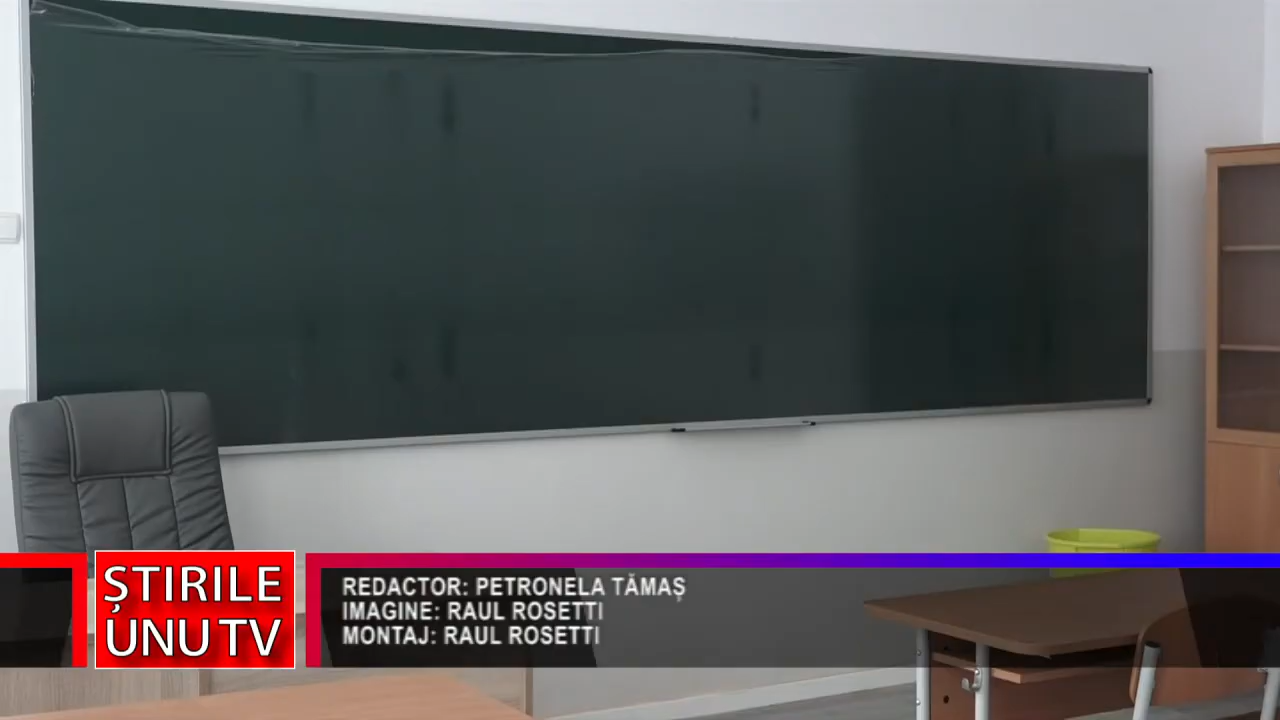 ȘTIRILE
UNU TV
REDACTOR: PETRONELA TĂMAȘ
IMAGINE: RAUL ROSETTI
MONTAJ: RAUL ROSETTI